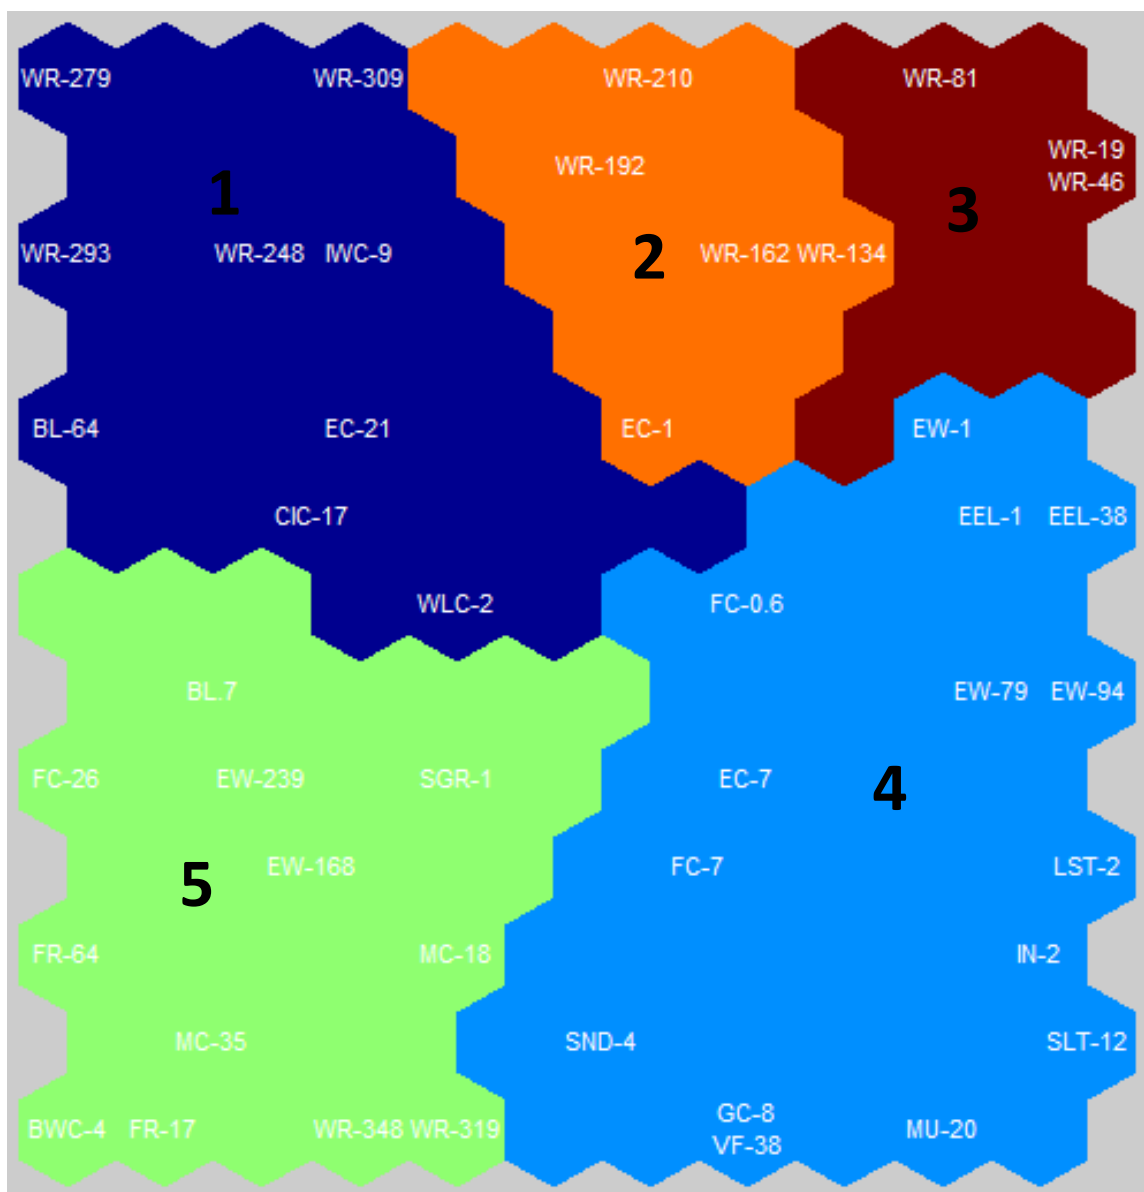 WR-279 WR-309 WR-210 WR-81
WR-19
WR-192
WR-46
1 3
WR-293 WR-248 IWC-9 2 WR-162 WR-134
BL-64 EC-21 EC-1 EW-1
CIC-17 EEL-1 EEL-38
WLC-2 FC-0.6
BL.7 EW-79 EW-94
FC-26 EW-239 SGR-1 EC-7 4
5 EW-168 FC-7 LST-2
FR-64 MC-18 IN-2
MC-35 SND-4 SLT-12
GC-8
BWC-4 FR-17 WR-348 WR-319 MU-20
VF-38